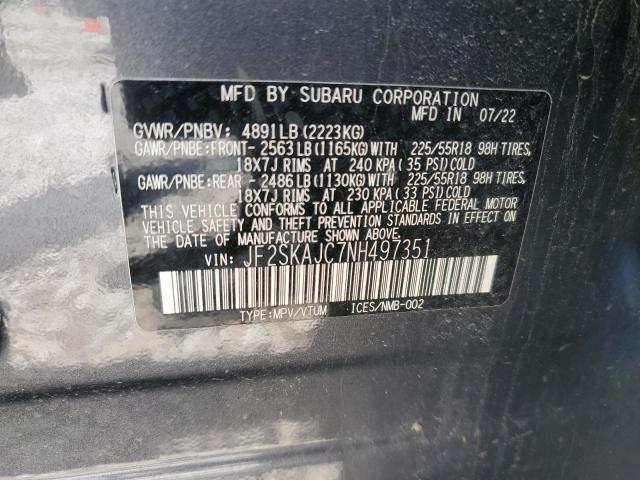 MFD BY SUBARU CORPORATION
MFD IN 07/22
GVWR/PNBV: 4891LB(2223KG)
GAWR/PNBE:FRONT- 2563LB(1165KG)WITH 225/55R18 98H TIRES,
18X7J RIMS AT 240 KPA(35 PSI)COLD
GAWR/PNBE:REAR - 2486LB(1130KG)WITH 225/55R18 98H TIRES,
18X7J RIMS AT 230 KPA(33 PSI)COLD
THIS VEHICLE CONFORMS TO ALL APPLICABLE FEDERAL MOTOR
VEHICLE SAFETY AND THEFT PREVENTION STANDARDS IN EFFECT ON
THE DATE OF MANUFACTURE SHOWN ABOVE.
VIN: JF2SKAJC7NH497351
TYPE:MPV/VTUM ICES/NMB-002